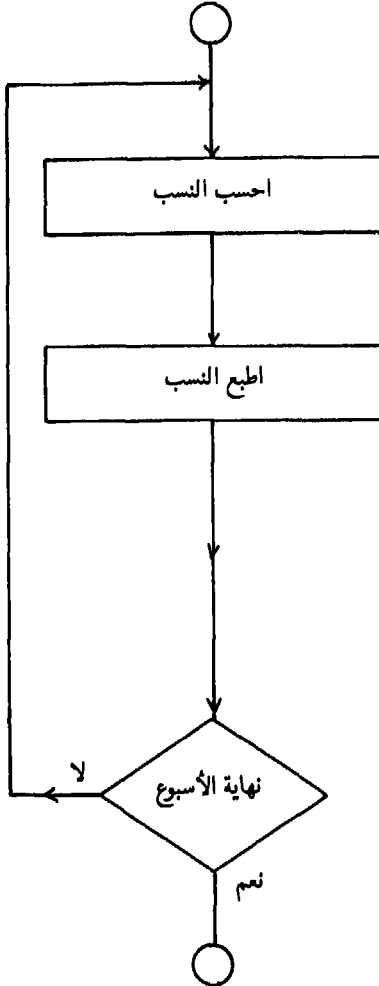 احسب النسب
اطبع النسب
نهاية الأسبوع
لا
نعم